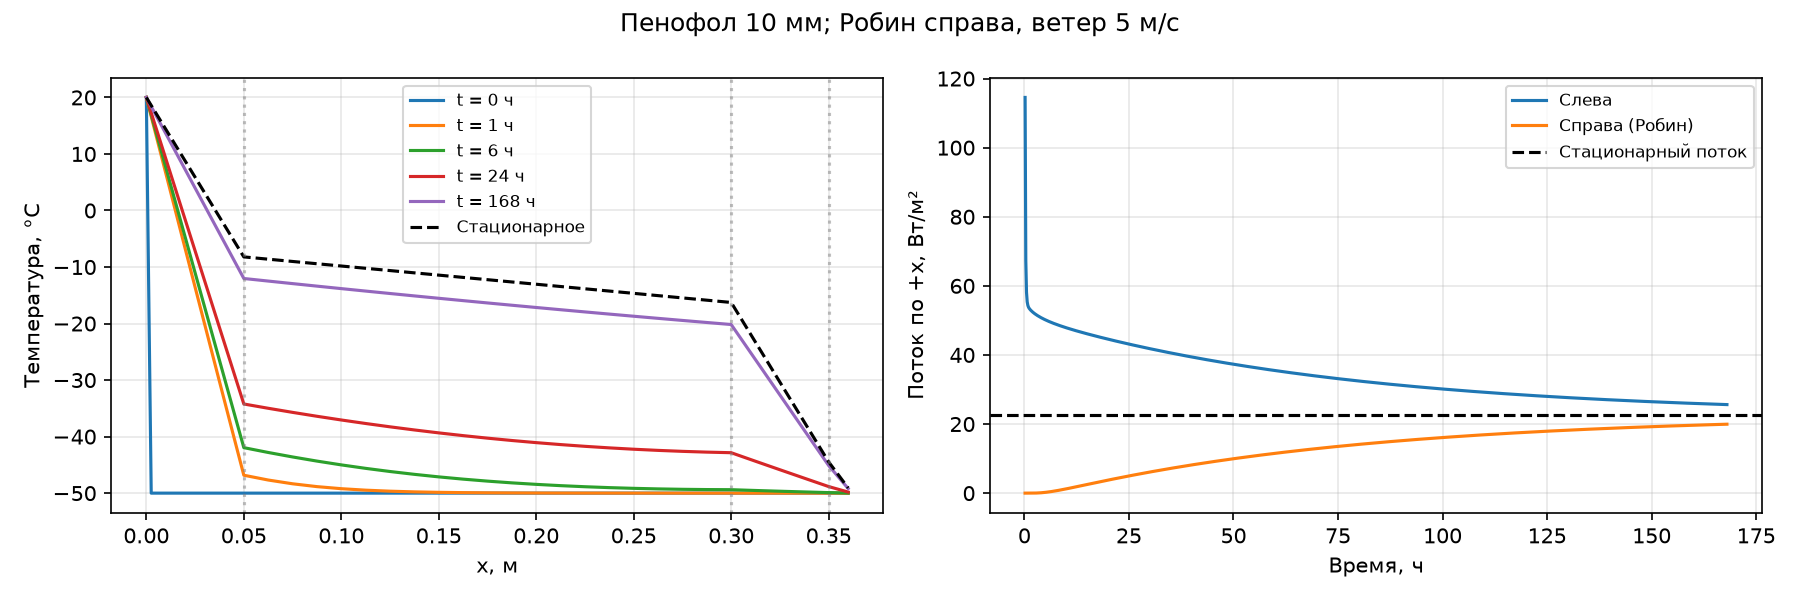 Пенофол 10 мм; Робин справа, ветер 5 м/с
Температура, °C
20
10
0
−10
−20
−30
−40
−50
t = 0 ч
t = 1 ч
t = 6 ч
t = 24 ч
t = 168 ч
Стационарное
0.00 0.05 0.10 0.15 0.20 0.25 0.30 0.35
x, м
Поток по +x, Вт/м²
120
100
80
60
40
20
0
Слева
Справа (Робин)
Стационарный поток
0 25 50 75 100 125 150 175
Время, ч